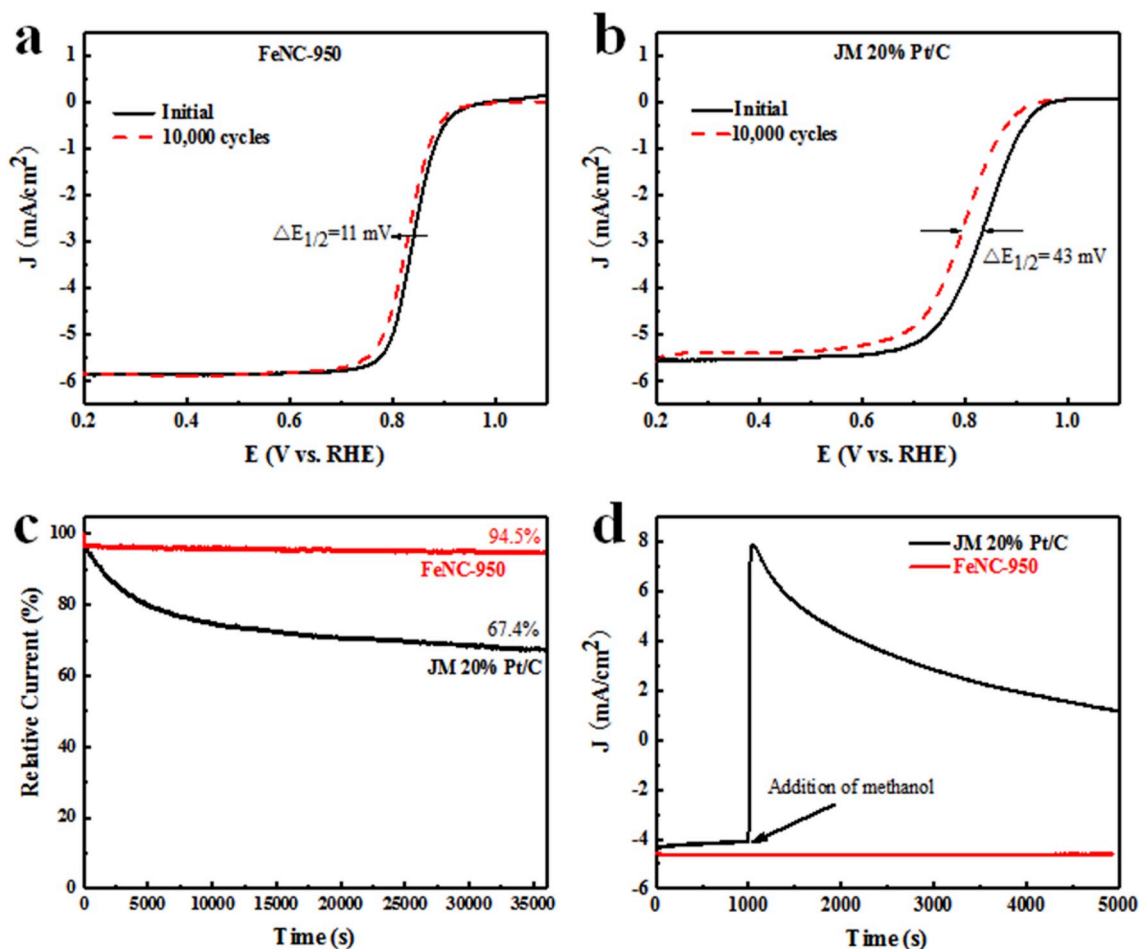 a
FeNC-950
Initial
10,000 cycles
△E1/2=11 mV
J (mA/cm2)
1
0
-1
-2
-3
-4
-5
-6
0.2
0.4
0.6
0.8
1.0
E (V vs. RHE)
b
JM 20% Pt/C
Initial
10,000 cycles
△E1/2= 43 mV
J (mA/cm2)
1
0
-1
-2
-3
-4
-5
-6
0.2
0.4
0.6
0.8
1.0
E (V vs. RHE)
c
94.5%
FeNC-950
67.4%
JM 20% Pt/C
Relative Current (%)
100
80
60
40
20
0
0
5000
10000
15000
20000
25000
30000
35000
Time (s)
d
JM 20% Pt/C
FeNC-950
Addition of methanol
J (mA/cm2)
8
6
4
2
0
-2
-4
-6
0
1000
2000
3000
4000
5000
Time (s)